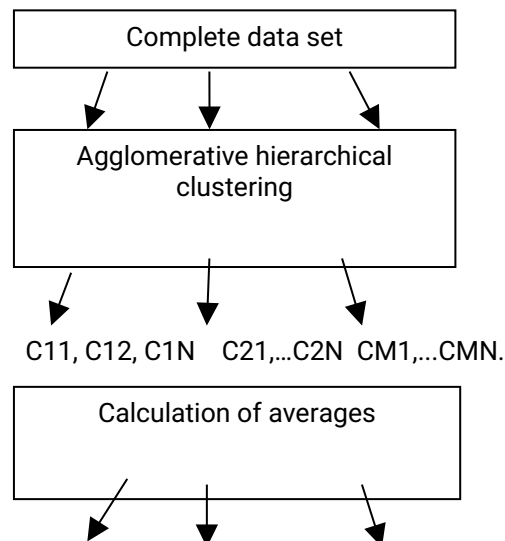 Complete data set
Agglomerative hierarchical
clustering
C11, C12, C1N C21,...C2N CM1,...CMN.
Calculation of averages